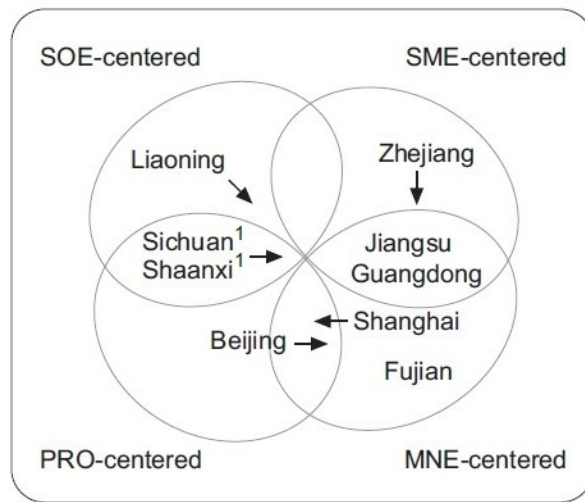 SOE-centered SME-centered
Liaoning Zhejiang
Sichuan¹ Jiangsu
Shaanxi¹ Guangdong
Shanghai
Beijing
Fujian
PRO-centered MNE-centered